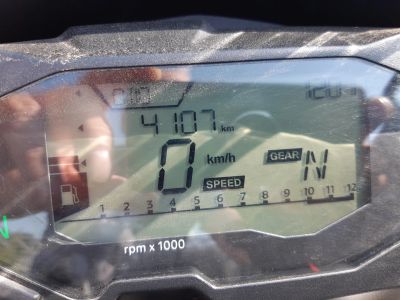 ODO
4107 km
0 km/h GEAR N
SPEED
1 2 3 4 5 6 7 8 9 10 11 12
rpm x 1000
N